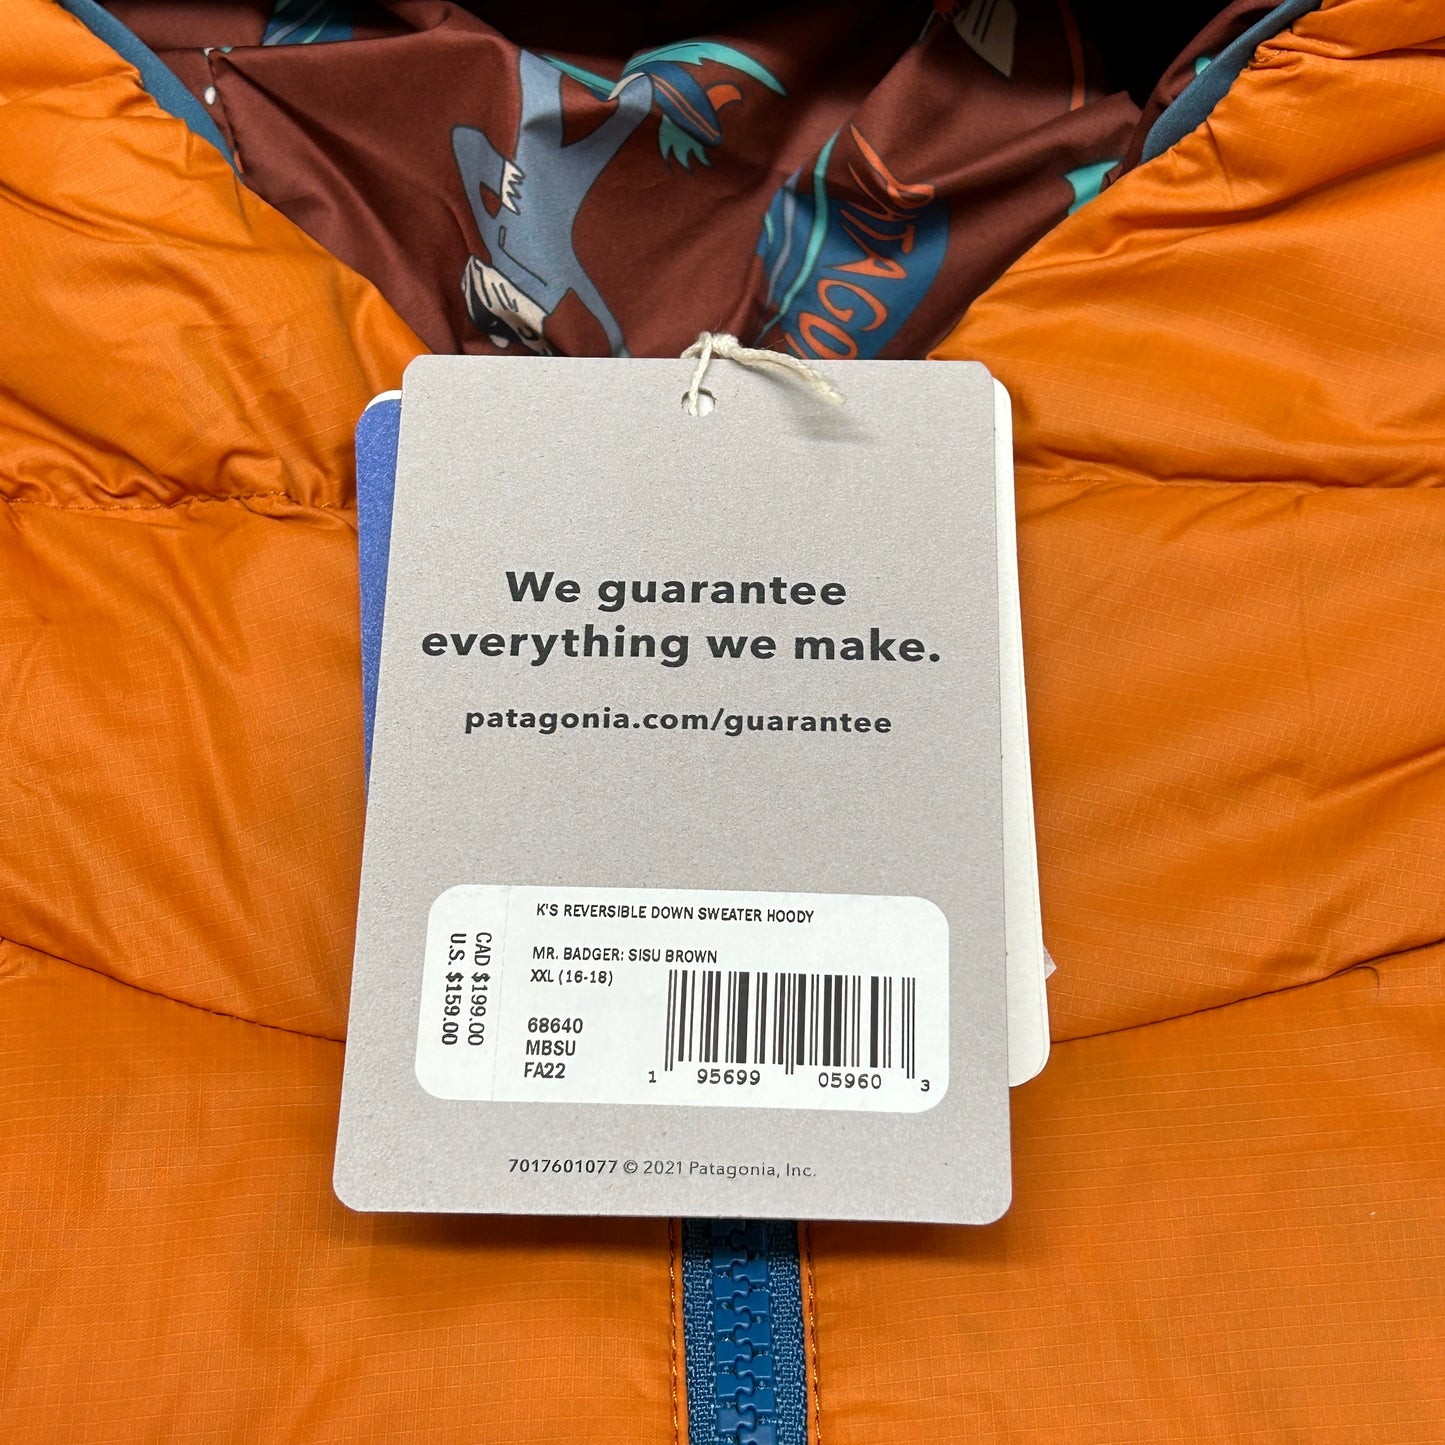 PATAGO
We guarantee
everything we make.
patagonia.com/guarantee
K'S REVERSIBLE DOWN SWEATER HOODY
MR. BADGER: SISU BROWN
XXL (16-18)
CAD $199.00
U.S. $159.00
68640
MBSU
FA22
1 95699 05960 3
7017601077 © 2021 Patagonia, Inc.